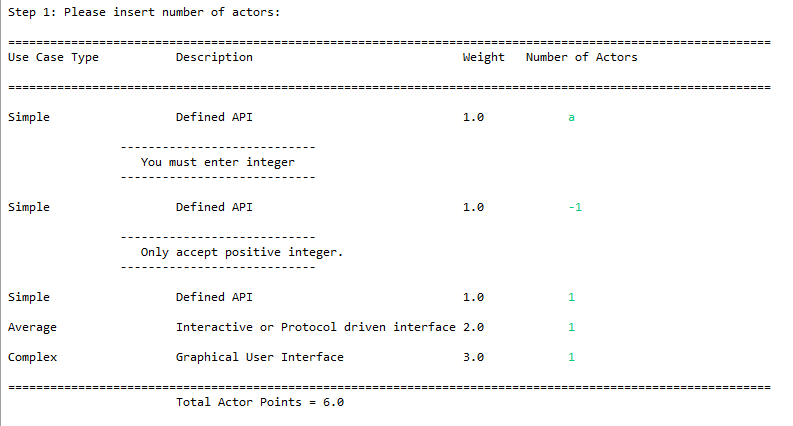 Step 1: Please insert number of actors:
=============================================================================================================
Use Case Type           Description                              Weight   Number of Actors
=============================================================================================================
Simple                  Defined API                              1.0            a
----------------------------
You must enter integer
----------------------------
Simple                  Defined API                              1.0            -1
----------------------------
Only accept positive integer.
----------------------------
Simple                  Defined API                              1.0            1
Average                 Interactive or Protocol driven interface 2.0            1
Complex                 Graphical User Interface                 3.0            1
=============================================================================================================
Total Actor Points = 6.0